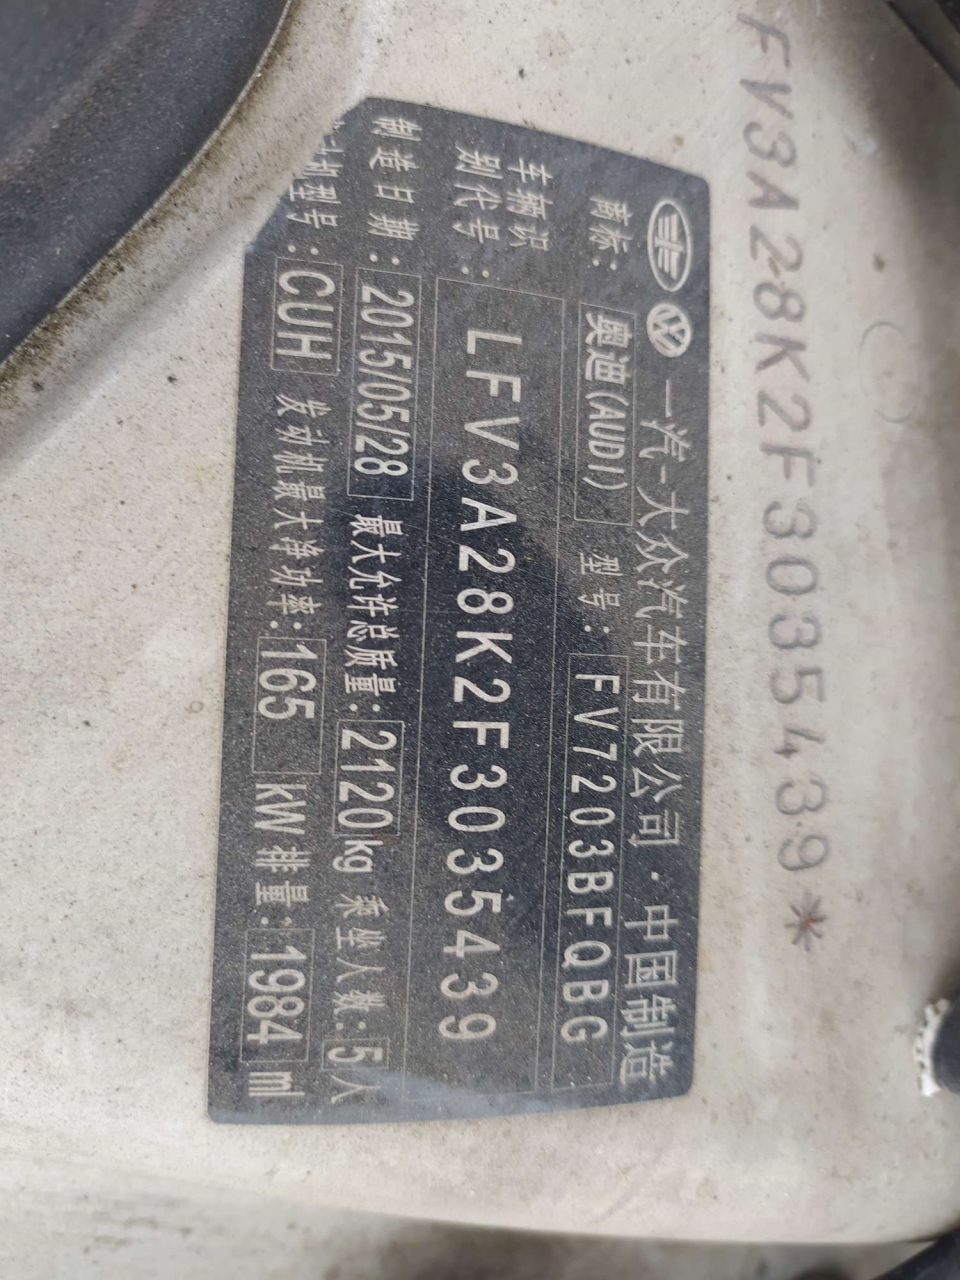 FV3A28K2F3035439*
一汽-大众汽车有限公司·中国制造
商标: 奥迪(AUDI) 型号: FV7203BFQBG
车辆识别代号: LFV3A28K2F3035439
制造日期: 2015/05/28 最大允许总质量: 2120kg 乘坐人数: 5人
机型号: CUH 发动机最大净功率: 165 kW 排量: 1984 ml